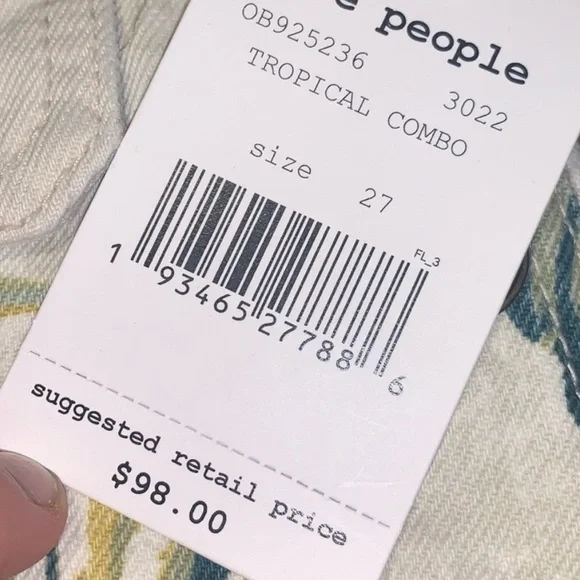 e people
OB925236 3022
TROPICAL COMBO
size 27
FL_3
1 93465 27788 6
suggested retail price
$98.00